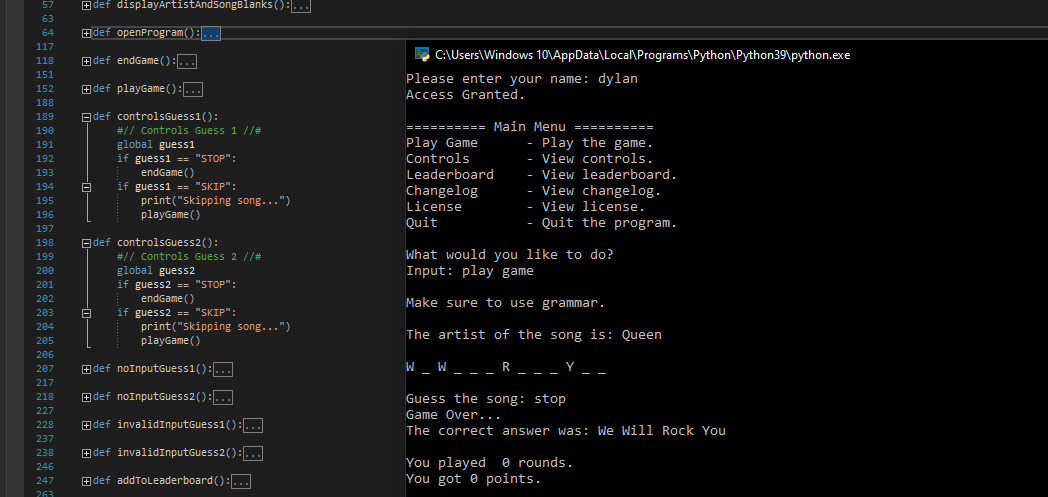 57 def displayArtistAndSongBlanks():...
63
64 def openProgram():...
117
118 def endGame():...
151
152 def playGame():...
188
189 def controlsGuess1():
190 #// Controls Guess 1 //#
191 global guess1
192 if guess1 == "STOP":
193 endGame()
194 if guess1 == "SKIP":
195 print("Skipping song...")
196 playGame()
197
198 def controlsGuess2():
199 #// Controls Guess 2 //#
200 global guess2
201 if guess2 == "STOP":
202 endGame()
203 if guess2 == "SKIP":
204 print("Skipping song...")
205 playGame()
206
207 def noInputGuess1():...
217
218 def noInputGuess2():...
227
228 def invalidInputGuess1():...
237
238 def invalidInputGuess2():...
246
247 def addToLeaderboard():...
263
C:\Users\Windows 10\AppData\Local\Programs\Python\Python39\python.exe
Please enter your name: dylan
Access Granted.
========== Main Menu ==========
Play Game - Play the game.
Controls - View controls.
Leaderboard - View leaderboard.
Changelog - View changelog.
License - View license.
Quit - Quit the program.
What would you like to do?
Input: play game
Make sure to use grammar.
The artist of the song is: Queen
W _ W _ _ _ R _ _ _ Y _ _
Guess the song: stop
Game Over...
The correct answer was: We Will Rock You
You played  0 rounds.
You got 0 points.